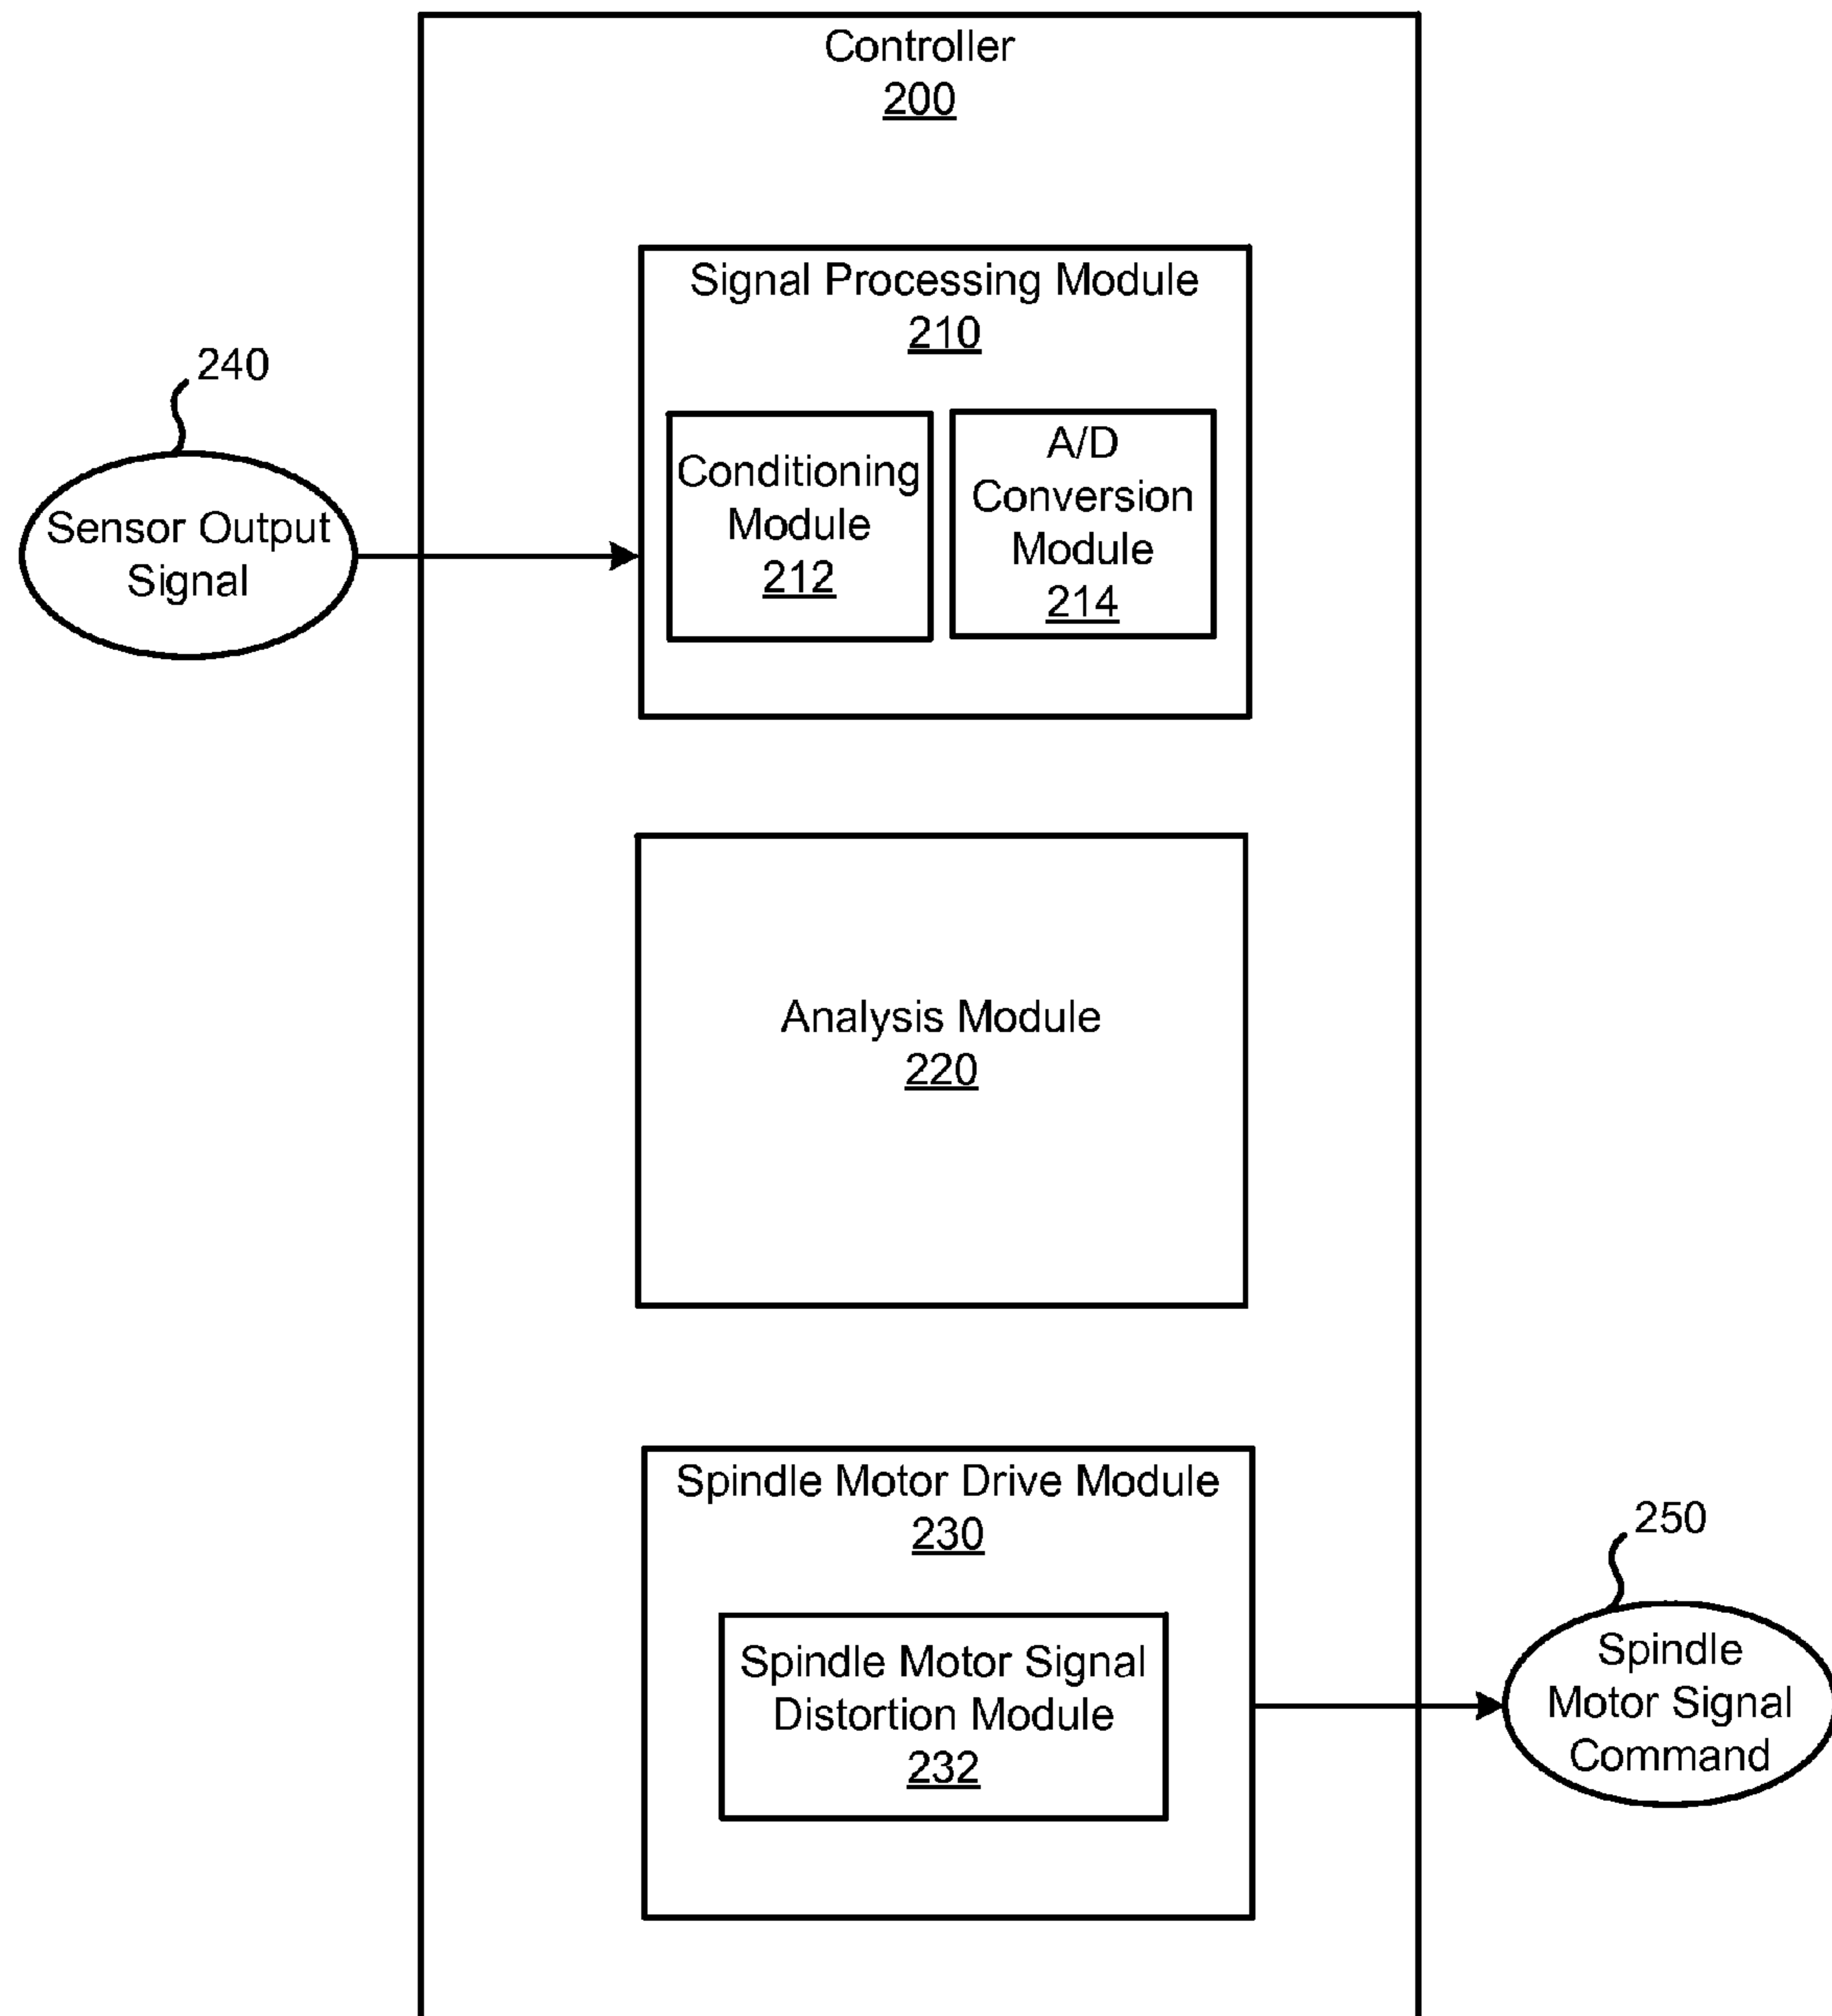 Controller
200
Signal Processing Module
210
240
Conditioning
Module
212
A/D
Conversion
Module
214
Sensor Output
Signal
Analysis Module
220
Spindle Motor Drive Module
230
Spindle Motor Signal
Distortion Module
232
250
Spindle
Motor Signal
Command